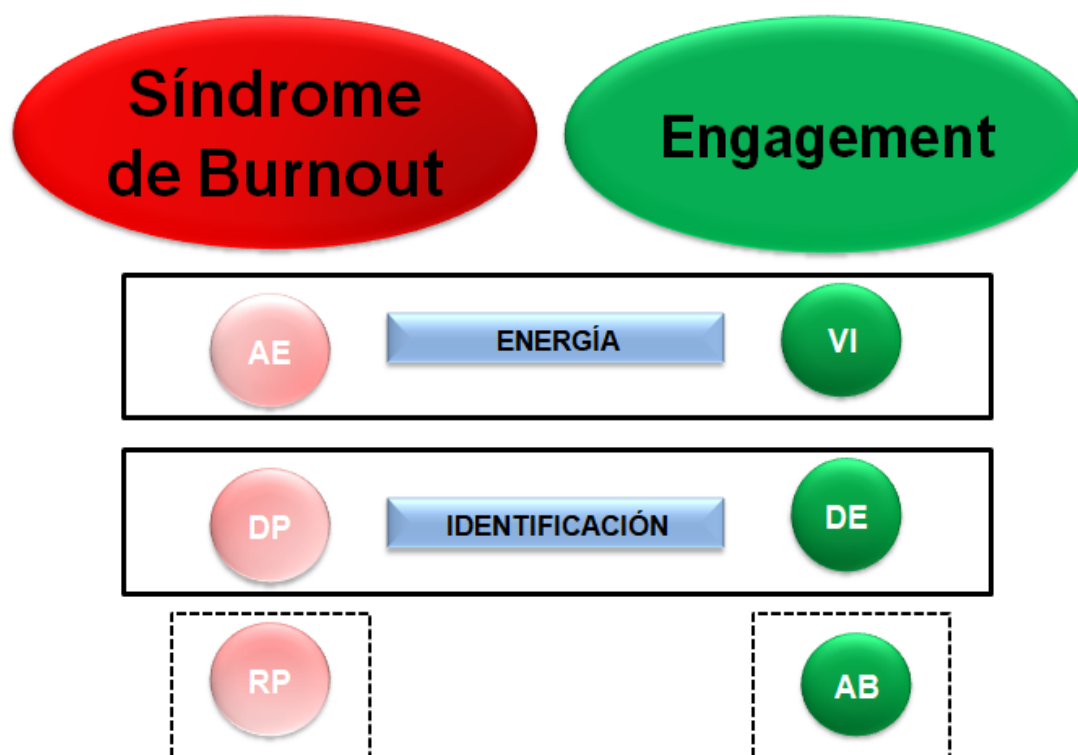 Síndrome
de Burnout
Engagement
AE
ENERGÍA
VI
DP
IDENTIFICACIÓN
DE
RP
AB